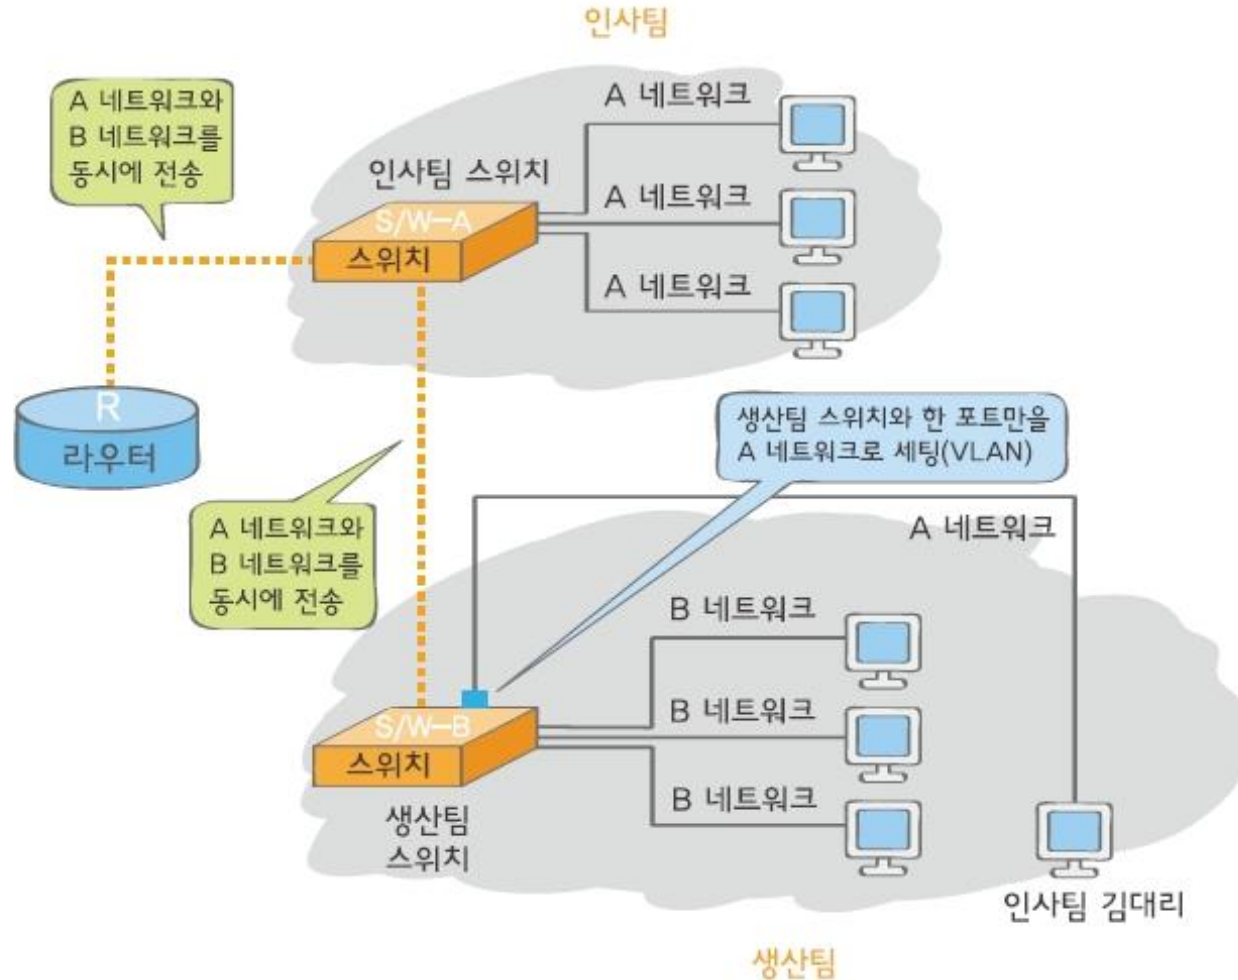 인사팀
A 네트워크와
B 네트워크를
동시에 전송
인사팀 스위치
S/W-A
스위치
A 네트워크
A 네트워크
A 네트워크
R
라우터
생산팀 스위치와 한 포트만을
A 네트워크로 세팅(VLAN)
A 네트워크와
B 네트워크를
동시에 전송
A 네트워크
B 네트워크
B 네트워크
B 네트워크
S/W-B
스위치
생산팀
스위치
인사팀 김대리
생산팀